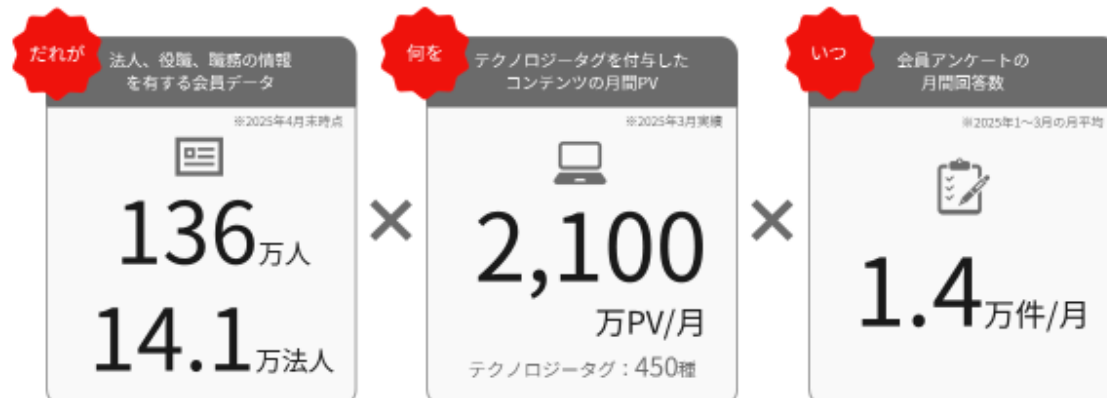 だれが
法人、役職、職務の情報
を有する会員データ
※2025年4月末時点
136万人
14.1万法人
×
何を
テクノロジータグを付与した
コンテンツの月間PV
※2025年3月実績
2,100
万PV/月
テクノロジータグ：450種
×
いつ
会員アンケートの
月間回答数
※2025年1～3月の月平均
1.4万件/月